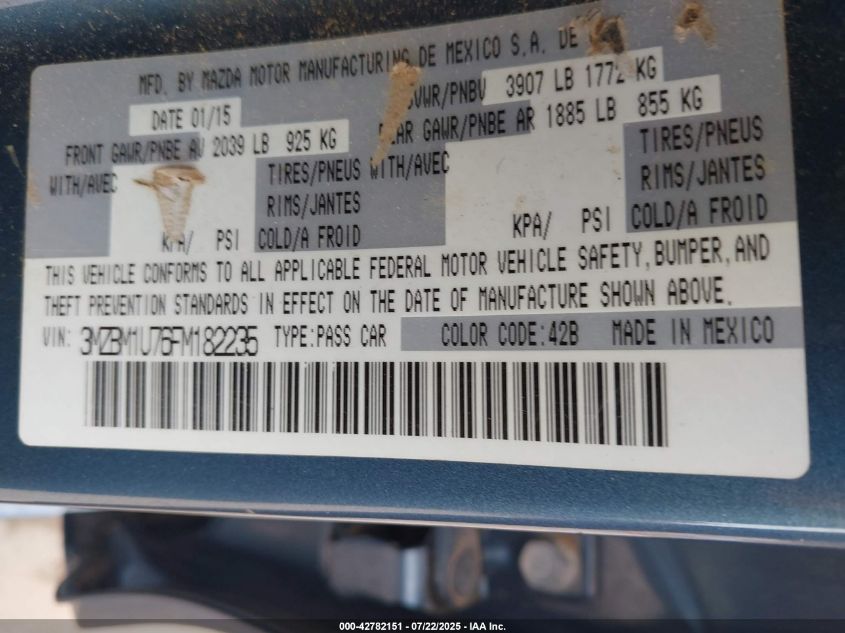 MFD. BY MAZDA MOTOR MANUFACTURING DE MEXICO S.A. DE
DATE 01/15 GVWR/PNBV 3907 LB 1772 KG
FRONT GAWR/PNBE AV 2039 LB 925 KG REAR GAWR/PNBE AR 1885 LB 855 KG
WITH/AVEC TIRES/PNEUS WITH/AVEC TIRES/PNEUS
RIMS/JANTES RIMS/JANTES
KPA/ PSI COLD/A FROID KPA/ PSI COLD/A FROID
THIS VEHICLE CONFORMS TO ALL APPLICABLE FEDERAL MOTOR VEHICLE SAFETY, BUMPER, AND
THEFT PREVENTION STANDARDS IN EFFECT ON THE DATE OF MANUFACTURE SHOWN ABOVE.
VIN: 3MZBM1U76FM182235 TYPE:PASS CAR COLOR CODE:42B MADE IN MEXICO
000-42782151 - 07/22/2025 - IAA Inc.